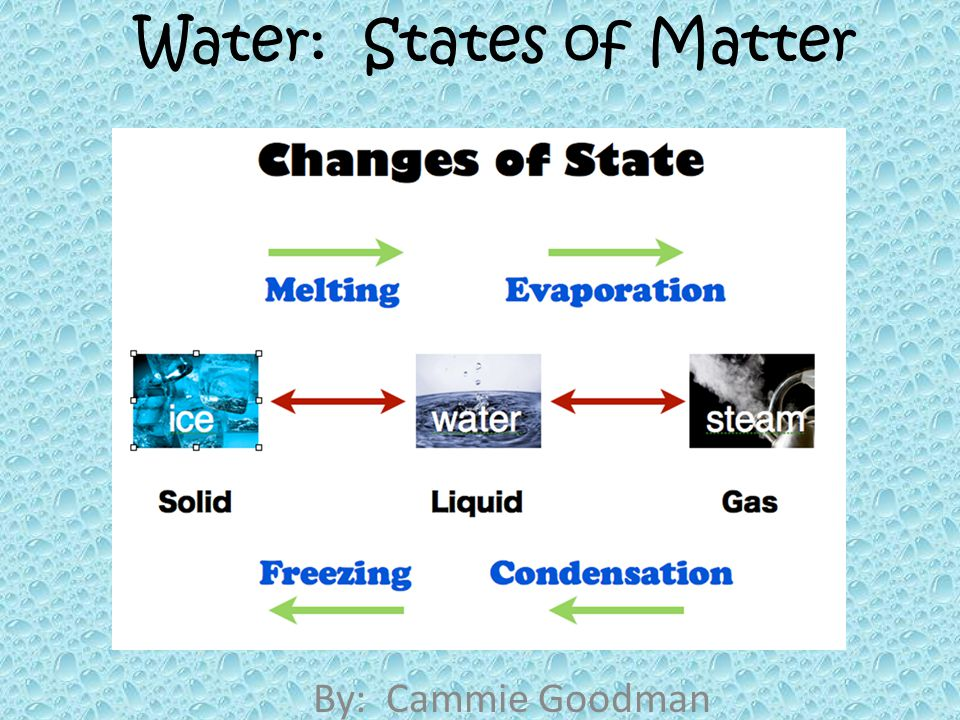 Water: States of Matter
Changes of State
Melting Evaporation
ice water steam
Solid Liquid Gas
Freezing Condensation
By: Cammie Goodman